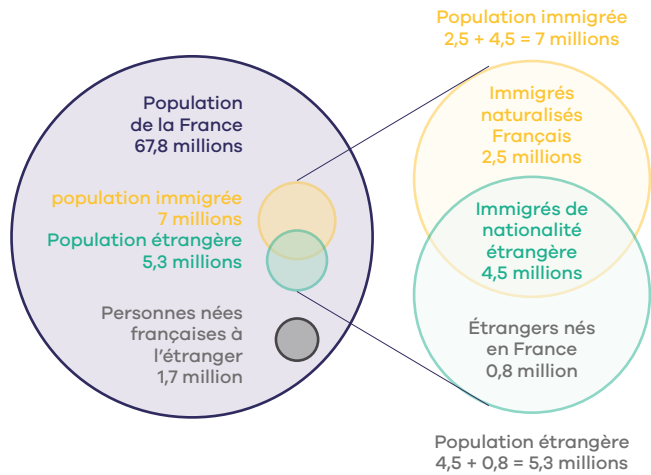 Population
de la France
67,8 millions
population immigrée
7 millions
Population étrangère
5,3 millions
Personnes nées
françaises à
l'étranger
1,7 million
Population immigrée
2,5 + 4,5 = 7 millions
Immigrés
naturalisés
Français
2,5 millions
Immigrés de
nationalité
étrangère
4,5 millions
Étrangers nés
en France
0,8 million
Population étrangère
4,5 + 0,8 = 5,3 millions